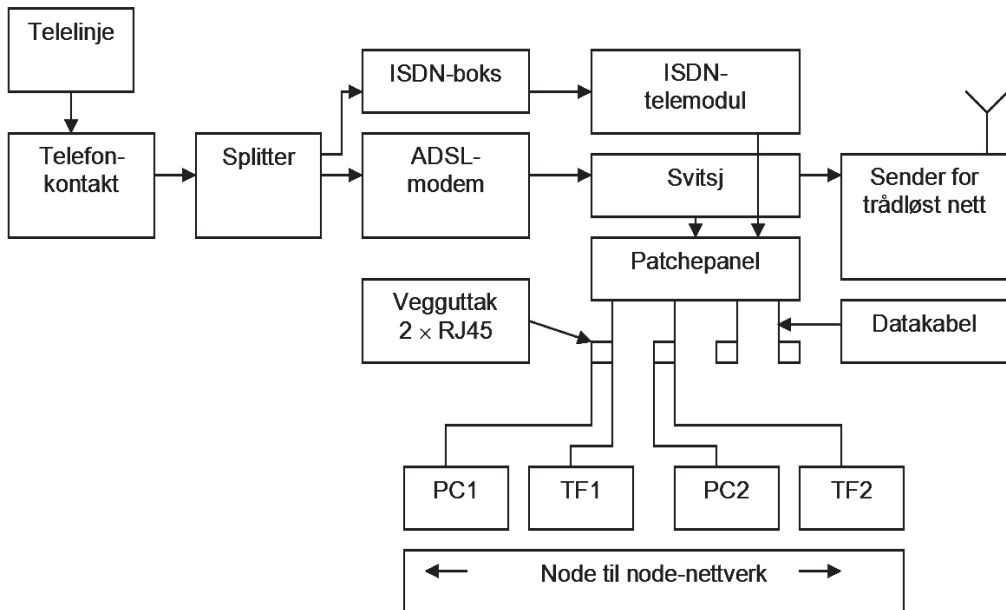 Telelinje
Telefon-
kontakt
Splitter
ISDN-boks
ADSL-
modem
ISDN-
telemodul
Svitsj
Sender for
trådløst nett
Patchepanel
Vegguttak
2 × RJ45
Datakabel
PC1
TF1
PC2
TF2
Node til node-nettverk